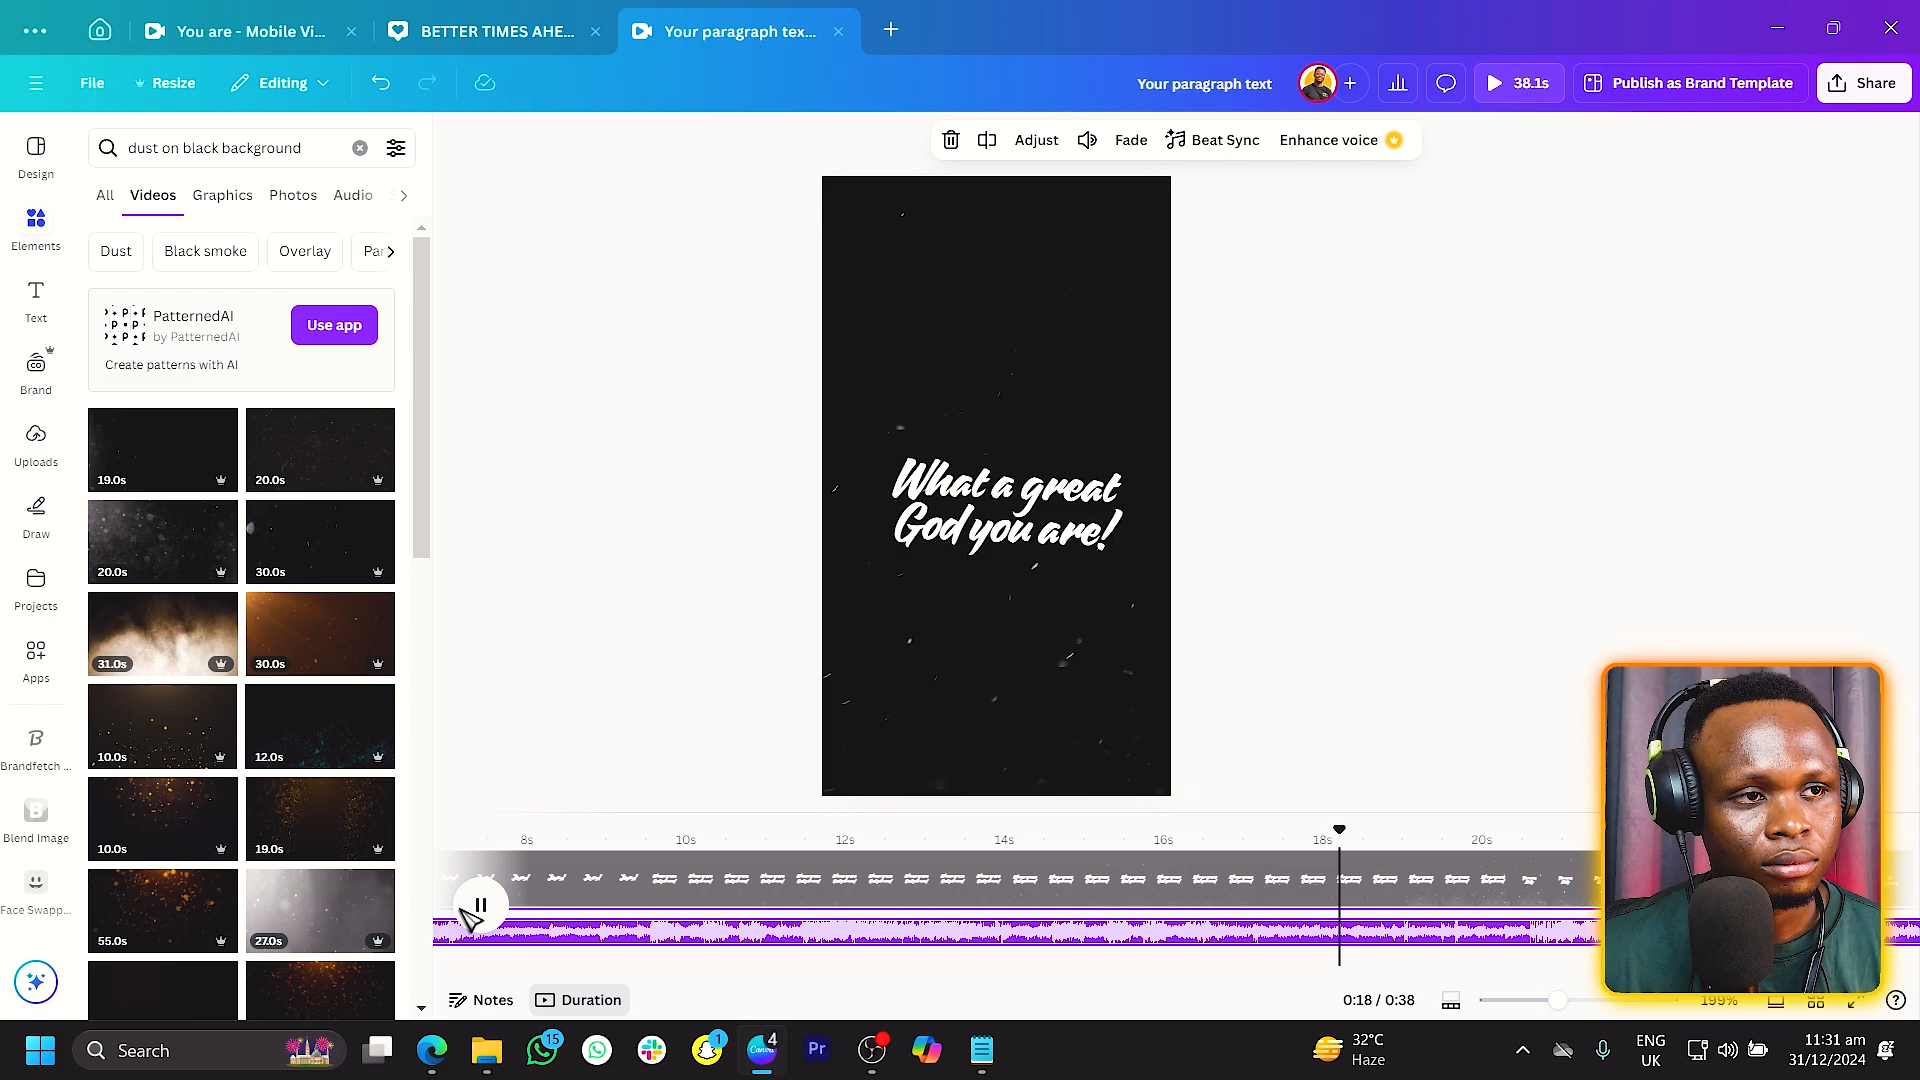 You are - Mobile Vi...
BETTER TIMES AHE...
Your paragraph tex...
File
Resize
Editing
Your paragraph text
38.1s
Publish as Brand Template
Share
dust on black background
Adjust
Fade
Beat Sync
Enhance voice
Design
Elements
Text
Brand
Uploads
Draw
Projects
Apps
Brandfetch ...
Blend Image
Face Swapp...
All
Videos
Graphics
Photos
Audio
Dust
Black smoke
Overlay
PatternedAI
by PatternedAI
Create patterns with AI
Use app
19.0s
20.0s
20.0s
30.0s
31.0s
30.0s
10.0s
12.0s
10.0s
19.0s
55.0s
27.0s
What a great
God you are!
8s
10s
12s
14s
16s
18s
20s
Notes
Duration
0:18 / 0:38
199%
Search
15
1
Canva
4
Pr
32°C
Haze
ENG
UK
11:31 am
31/12/2024